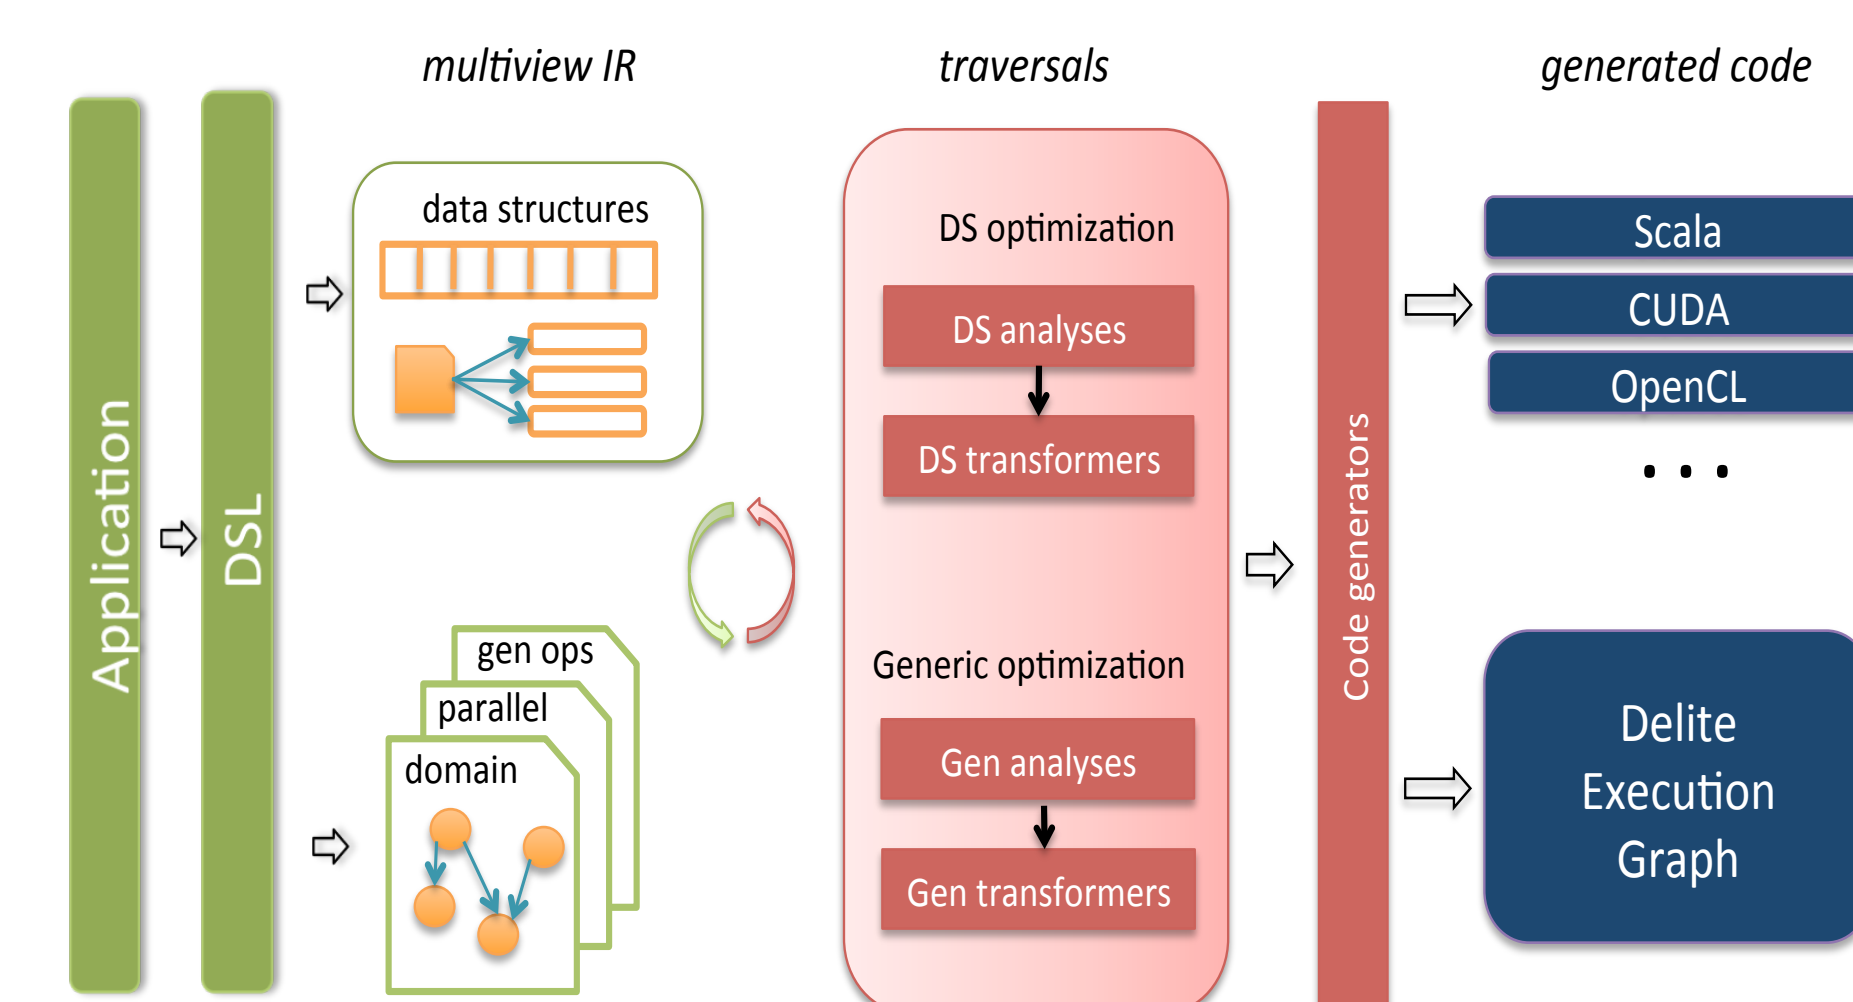 multiview IR
traversals
generated code
Application
DSL
data structures
gen ops
parallel
domain
DS optimization
DS analyses
DS transformers
Generic optimization
Gen analyses
Gen transformers
Code generators
Scala
CUDA
OpenCL
...
Delite
Execution
Graph